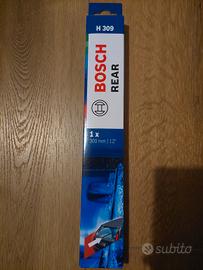 H 309
BOSCH
REAR
1 x
300 mm | 12"
subito